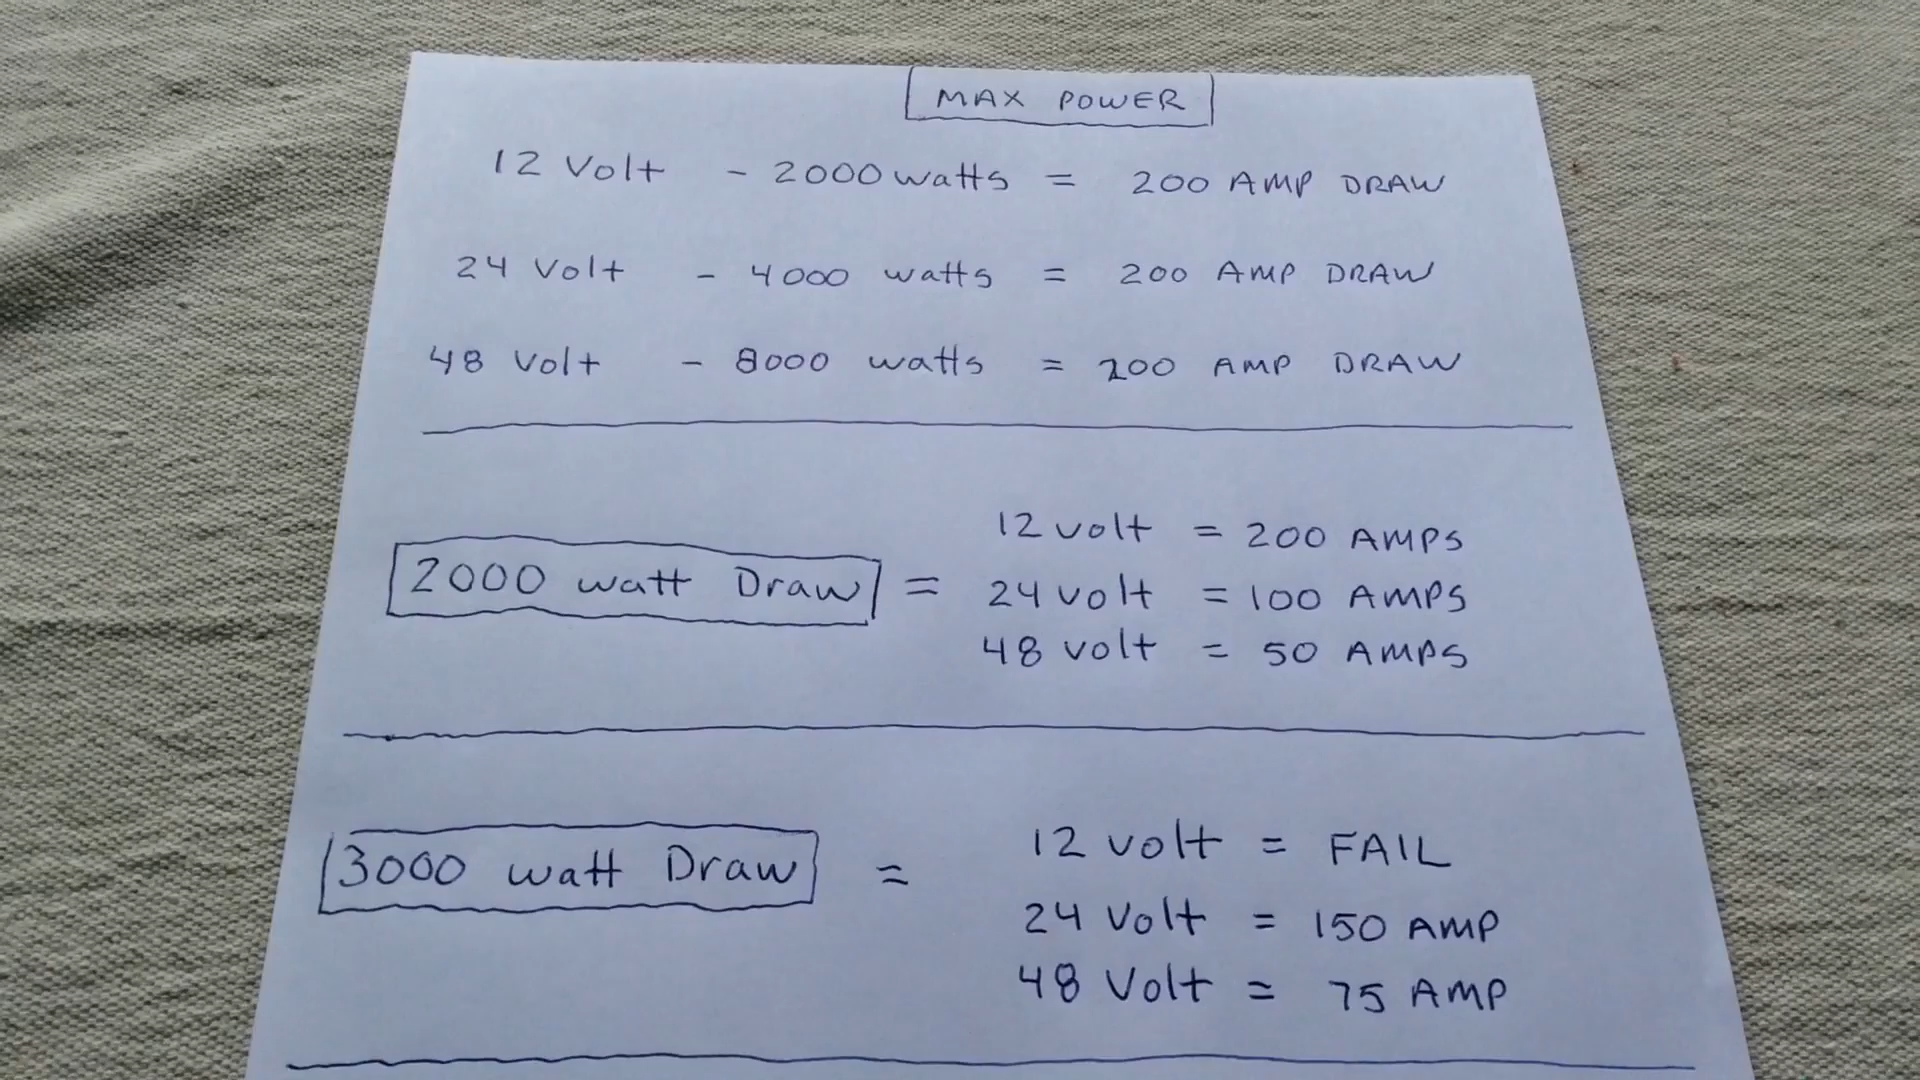 MAX POWER
12 Volt - 2000 watts = 200 AMP DRAW
24 Volt - 4000 watts = 200 AMP DRAW
48 Volt - 8000 watts = 200 AMP DRAW
12 volt = 200 AMPS
2000 watt Draw = 24 volt = 100 AMPS
48 volt = 50 AMPS
12 volt = FAIL
3000 watt Draw = 24 Volt = 150 AMP
48 Volt = 75 AMP